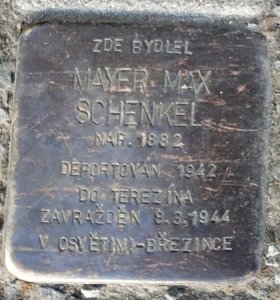 ZDE BYDLEL
MAYER MAX
SCHENKEL
NAR. 1882
DEPORTOVÁN 1942
DO TEREZÍNA
ZAVRAŽDĚN 8.3.1944
V OSVĚTIMI-BŘEZINCE